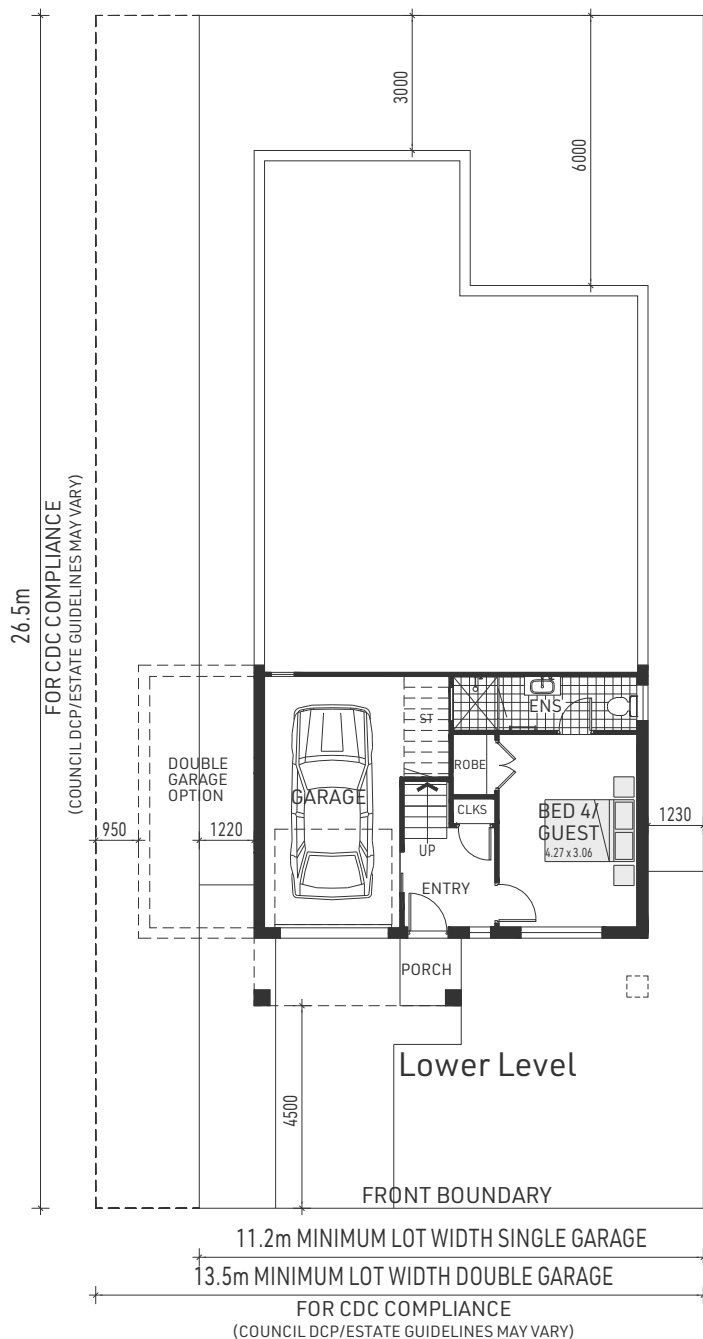 3000
6000
26.5m
FOR CDC COMPLIANCE
(COUNCIL DCP/ESTATE GUIDELINES MAY VARY)
ST
ENS
DOUBLE
GARAGE
OPTION
ROBE
GARAGE
CLKS
BED 4/
GUEST
4.27 x 3.06
950
1220
1230
UP
ENTRY
PORCH
Lower Level
4500
FRONT BOUNDARY
11.2m MINIMUM LOT WIDTH SINGLE GARAGE
13.5m MINIMUM LOT WIDTH DOUBLE GARAGE
FOR CDC COMPLIANCE
(COUNCIL DCP/ESTATE GUIDELINES MAY VARY)